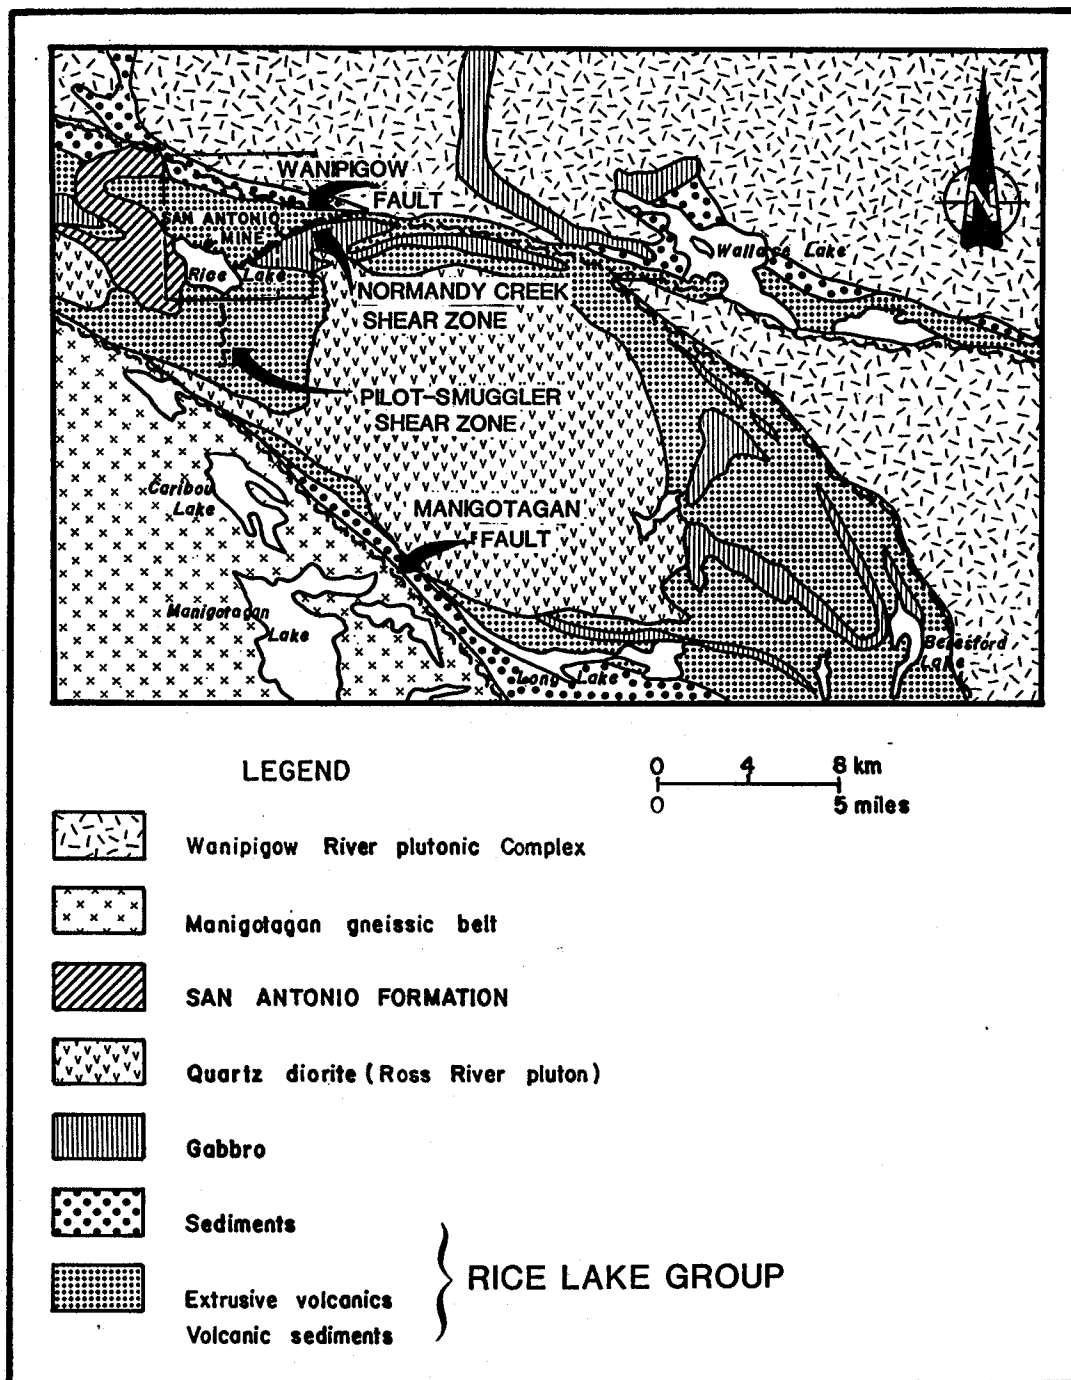 WANIPIGOW
FAULT
SAN ANTONIO
MINE
Rice Lake
Wallace Lake
N
NORMANDY CREEK
SHEAR ZONE
PILOT-SMUGGLER
SHEAR ZONE
Caribou
Lake
MANIGOTAGAN
FAULT
Manigotagan
Lake
Beresford
Lake
Long Lake
LEGEND
0 4 8 km
0 5 miles
Wanipigow River plutonic Complex
Manigotagan gneissic belt
SAN ANTONIO FORMATION
Quartz diorite (Ross River pluton)
Gabbro
Sediments
RICE LAKE GROUP
Extrusive volcanics
Volcanic sediments